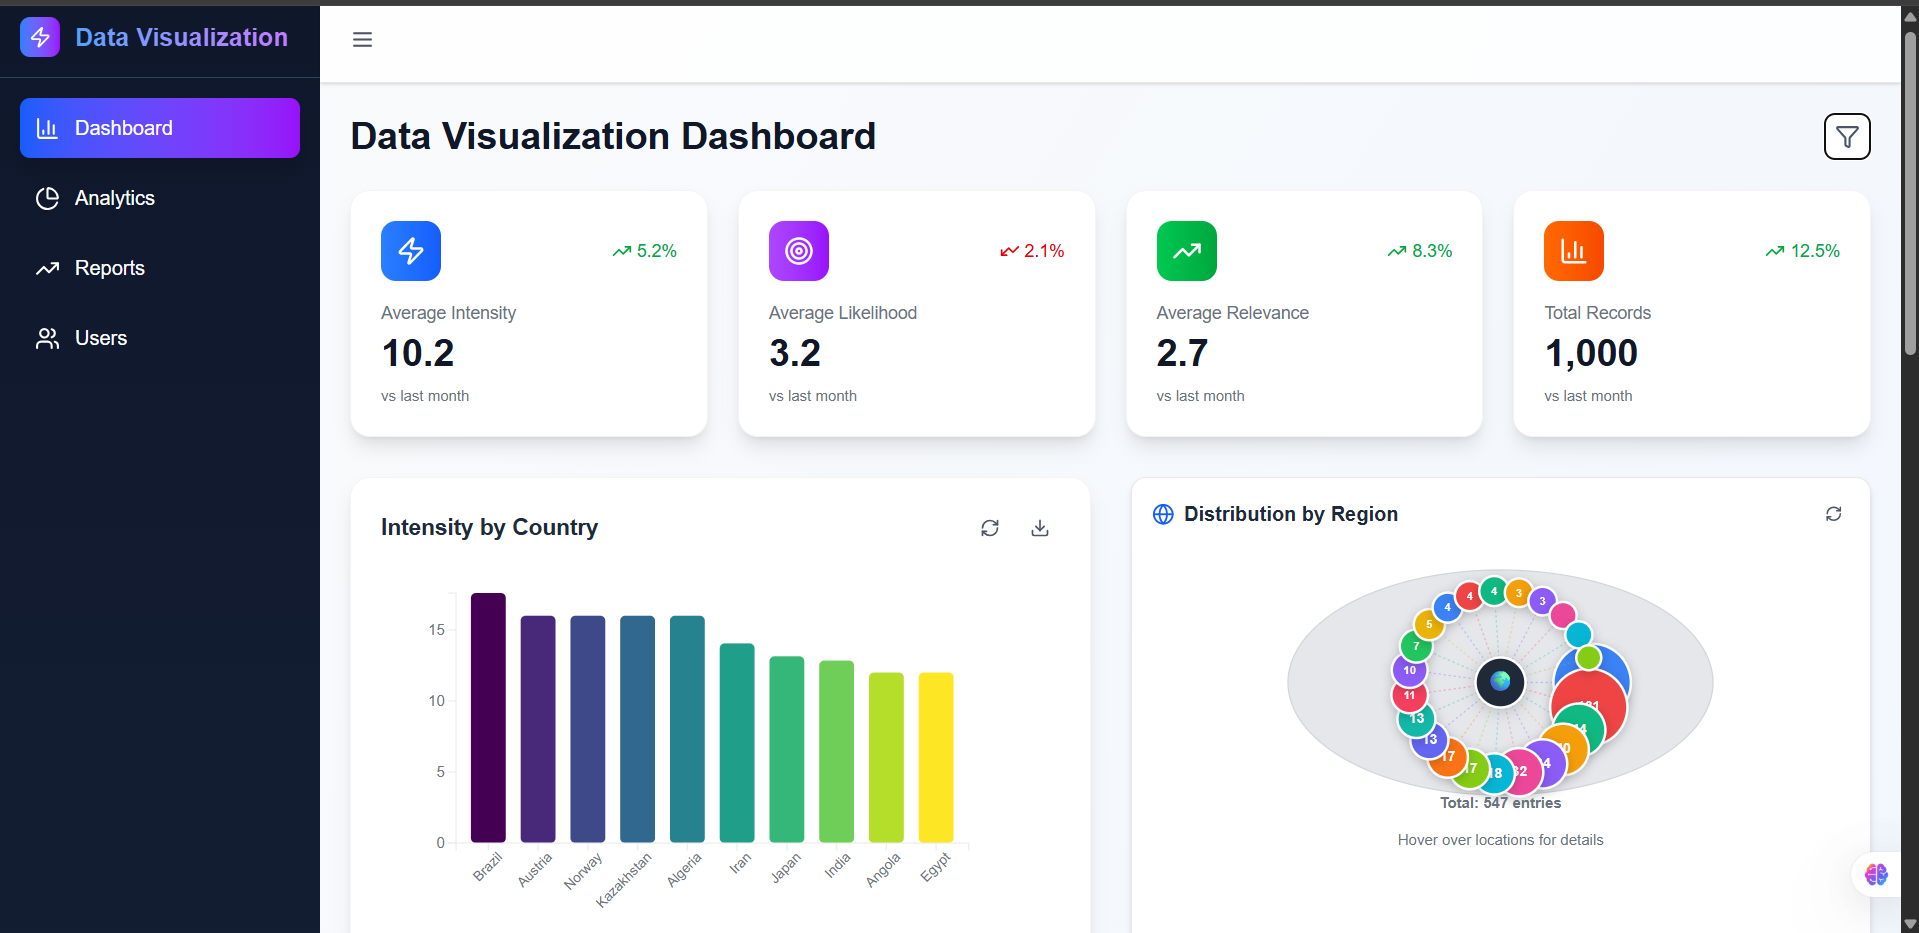 Data Visualization
Dashboard
Analytics
Reports
Users
Data Visualization Dashboard
5.2%
Average Intensity
10.2
vs last month
2.1%
Average Likelihood
3.2
vs last month
8.3%
Average Relevance
2.7
vs last month
12.5%
Total Records
1,000
vs last month
Intensity by Country
15
10
5
0
Brazil
Austria
Norway
Kazakhstan
Algeria
Iran
Japan
India
Angola
Egypt
Distribution by Region
4
4
3
3
4
5
7
10
11
13
13
17
17
18
32
Total: 547 entries
Hover over locations for details